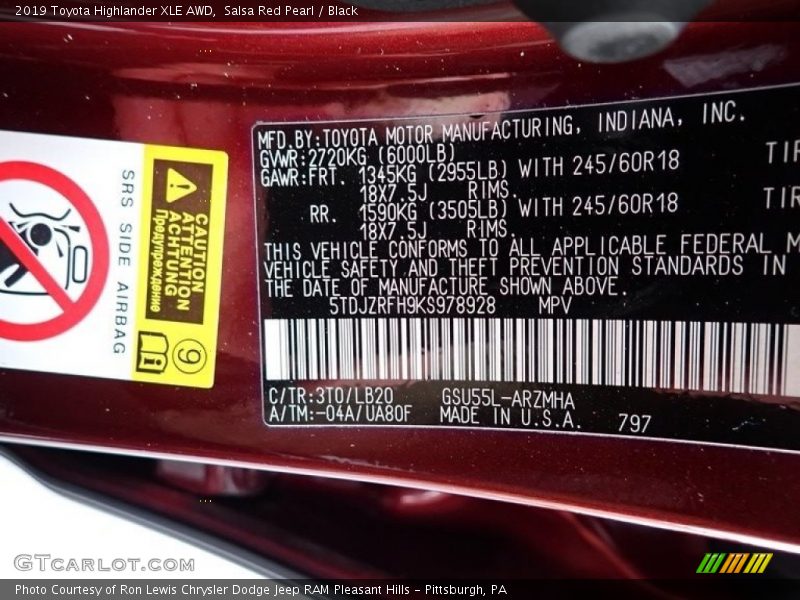 2019 Toyota Highlander XLE AWD,  Salsa Red Pearl / Black
MFD.BY:TOYOTA MOTOR MANUFACTURING, INDIANA, INC.
GVWR:2720KG (6000LB)
GAWR:FRT. 1345KG (2955LB) WITH 245/60R18
18X7.5J RIMS.
RR. 1590KG (3505LB) WITH 245/60R18
18X7.5J RIMS.
THIS VEHICLE CONFORMS TO ALL APPLICABLE FEDERAL
VEHICLE SAFETY AND THEFT PREVENTION STANDARDS IN
THE DATE OF MANUFACTURE SHOWN ABOVE.
5TDJZRFH9KS978928 MPV
C/TR:3T0/LB20 GSU55L-ARZMHA
A/TM:-04A/UA80F MADE IN U.S.A. 797
SRS SIDE AIRBAG
CAUTION
ATTENTION
ACHTUNG
Предупреждение
9
GTCARLOT.COM
Photo Courtesy of Ron Lewis Chrysler Dodge Jeep RAM Pleasant Hills - Pittsburgh, PA